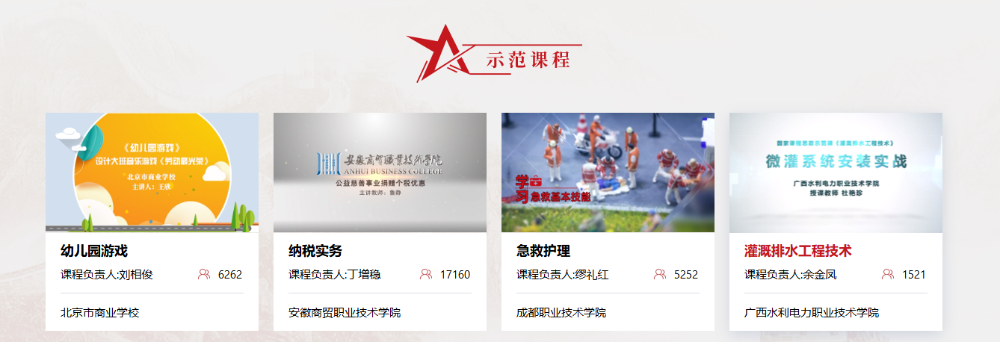 示范课程
《幼儿园游戏》
设计大班音乐游戏《劳动最光荣》
北京市商业学校
主讲人：王欣
幼儿园游戏
课程负责人:刘相俊
6262
北京市商业学校
安徽商贸职业技术学院
ANHUI BUSINESS COLLEGE
公益慈善事业捐赠个税优惠
主讲教师：鲁静
纳税实务
课程负责人:丁增稳
17160
安徽商贸职业技术学院
学习
急救基本技能
急救护理
课程负责人:缪礼红
5252
成都职业技术学院
国家课程思政示范课《灌溉排水工程技术》
微灌系统安装实战
广西水利电力职业技术学院
授课教师 杜艳珍
灌溉排水工程技术
课程负责人:余金凤
1521
广西水利电力职业技术学院